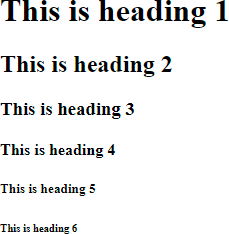 This is heading 1
This is heading 2
This is heading 3
This is heading 4
This is heading 5
This is heading 6